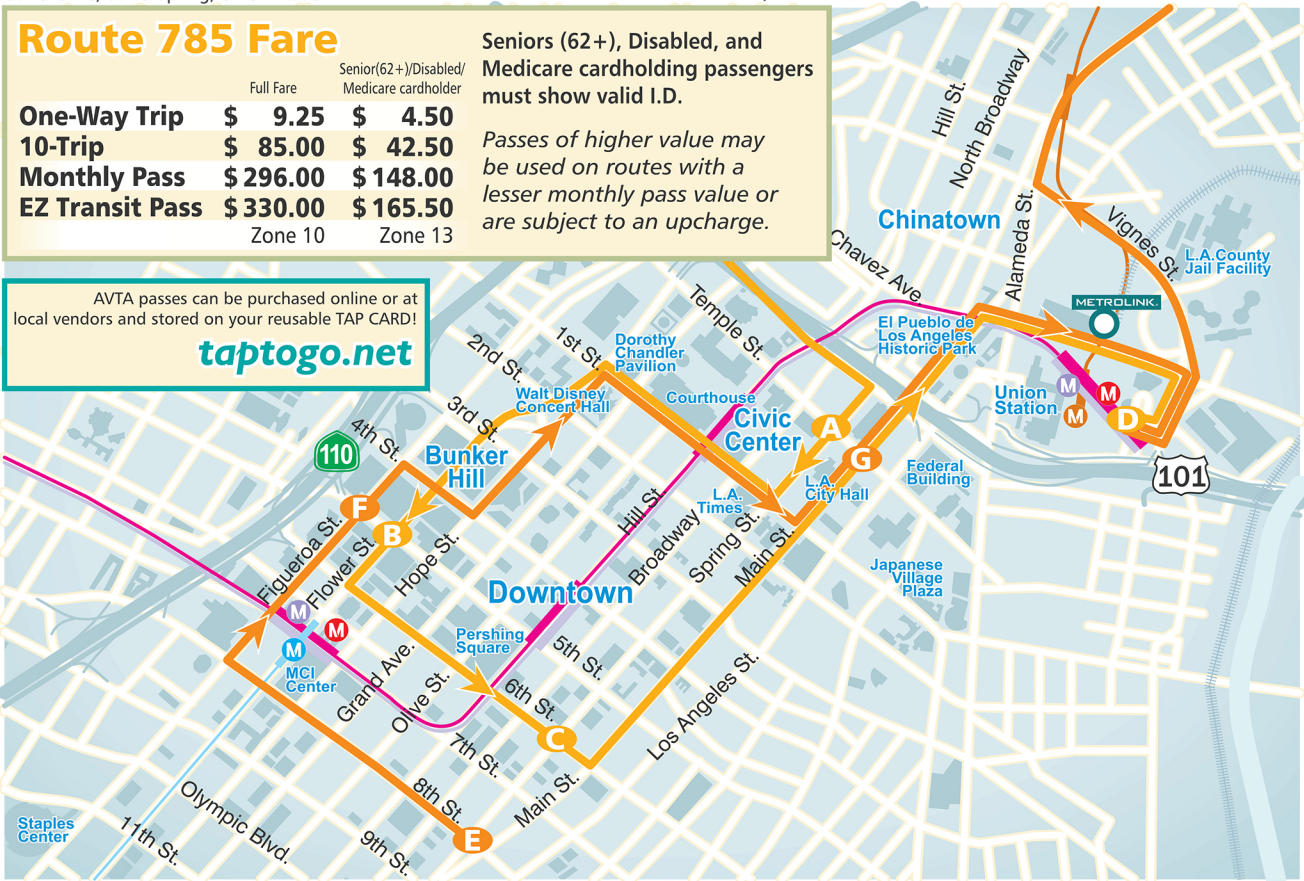 Route 785 Fare
Full Fare
Senior(62+)/Disabled/
Medicare cardholder
One-Way Trip $ 9.25 $ 4.50
10-Trip $ 85.00 $ 42.50
Monthly Pass $ 296.00 $ 148.00
EZ Transit Pass $ 330.00 $ 165.50
Zone 10 Zone 13
Seniors (62+), Disabled, and
Medicare cardholding passengers
must show valid I.D.
Passes of higher value may
be used on routes with a
lesser monthly pass value or
are subject to an upcharge.
AVTA passes can be purchased online or at
local vendors and stored on your reusable TAP CARD!
taptogo.net
Hill St.
North Broadway
Chinatown
Alameda St.
Vignes St.
L.A.County
Jail Facility
Chavez Ave.
METROLINK.
El Pueblo de
Los Angeles
Historic Park
Union
Station
M
M
M
D
101
Temple St.
1st St.
2nd St.
3rd St.
4th St.
Dorothy
Chandler
Pavilion
Walt Disney
Concert Hall
Courthouse
Civic
Center
A
G
L.A.
City Hall
L.A.
Times
Federal
Building
110
Bunker
Hill
F
B
Figueroa St.
Flower St.
Hope St.
Hill St.
Broadway
Spring St.
Main St.
Japanese
Village
Plaza
Downtown
Pershing
Square
5th St.
6th St.
M
M
M
MCI
Center
Grand Ave.
Olive St.
7th St.
C
Los Angeles St.
Main St.
8th St.
E
9th St.
Olympic Blvd.
11th St.
Staples
Center